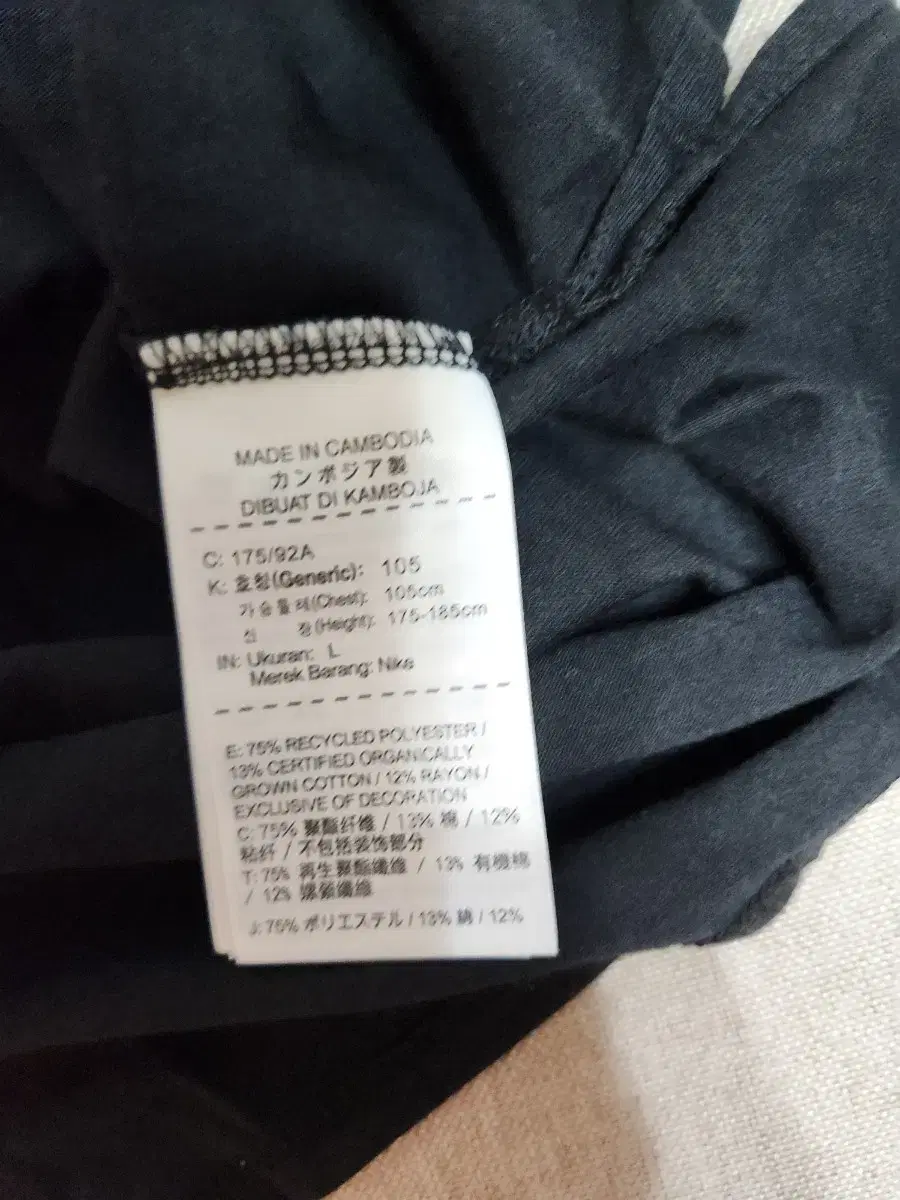 MADE IN CAMBODIA
カンボジア製
DIBUAT DI KAMBOJA
C: 175/92A
K: 호칭(Generic): 105
가슴둘레(Chest): 105cm
신 장(Height): 175-185cm
IN: Ukuran: L
Merek Barang: Nike
E: 75% RECYCLED POLYESTER /
13% CERTIFIED ORGANICALLY
GROWN COTTON / 12% RAYON /
EXCLUSIVE OF DECORATION
C: 75% 聚酯纤维 / 13% 棉 / 12%
粘纤 / 不包括装饰部分
T: 75% 再生聚酯纖維 / 13% 有機棉
/ 12% 嫘縈纖維
J: 75% ポリエステル / 13% 綿 / 12%